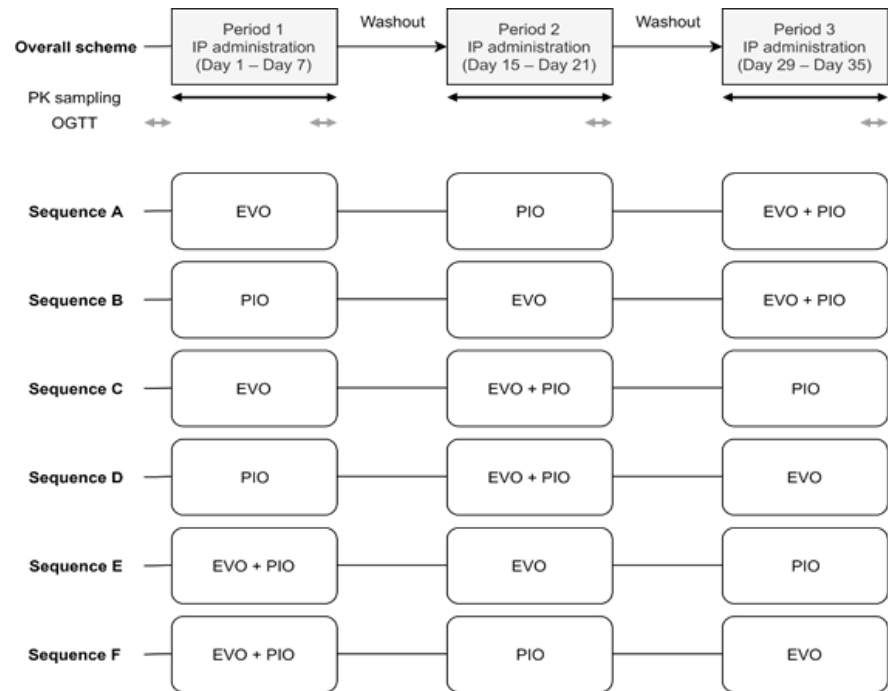 Overall scheme
Period 1
IP administration
(Day 1 – Day 7)
Washout
Period 2
IP administration
(Day 15 – Day 21)
Washout
Period 3
IP administration
(Day 29 – Day 35)
PK sampling
OGTT
Sequence A
EVO
PIO
EVO + PIO
Sequence B
PIO
EVO
EVO + PIO
Sequence C
EVO
EVO + PIO
PIO
Sequence D
PIO
EVO + PIO
EVO
Sequence E
EVO + PIO
EVO
PIO
Sequence F
EVO + PIO
PIO
EVO